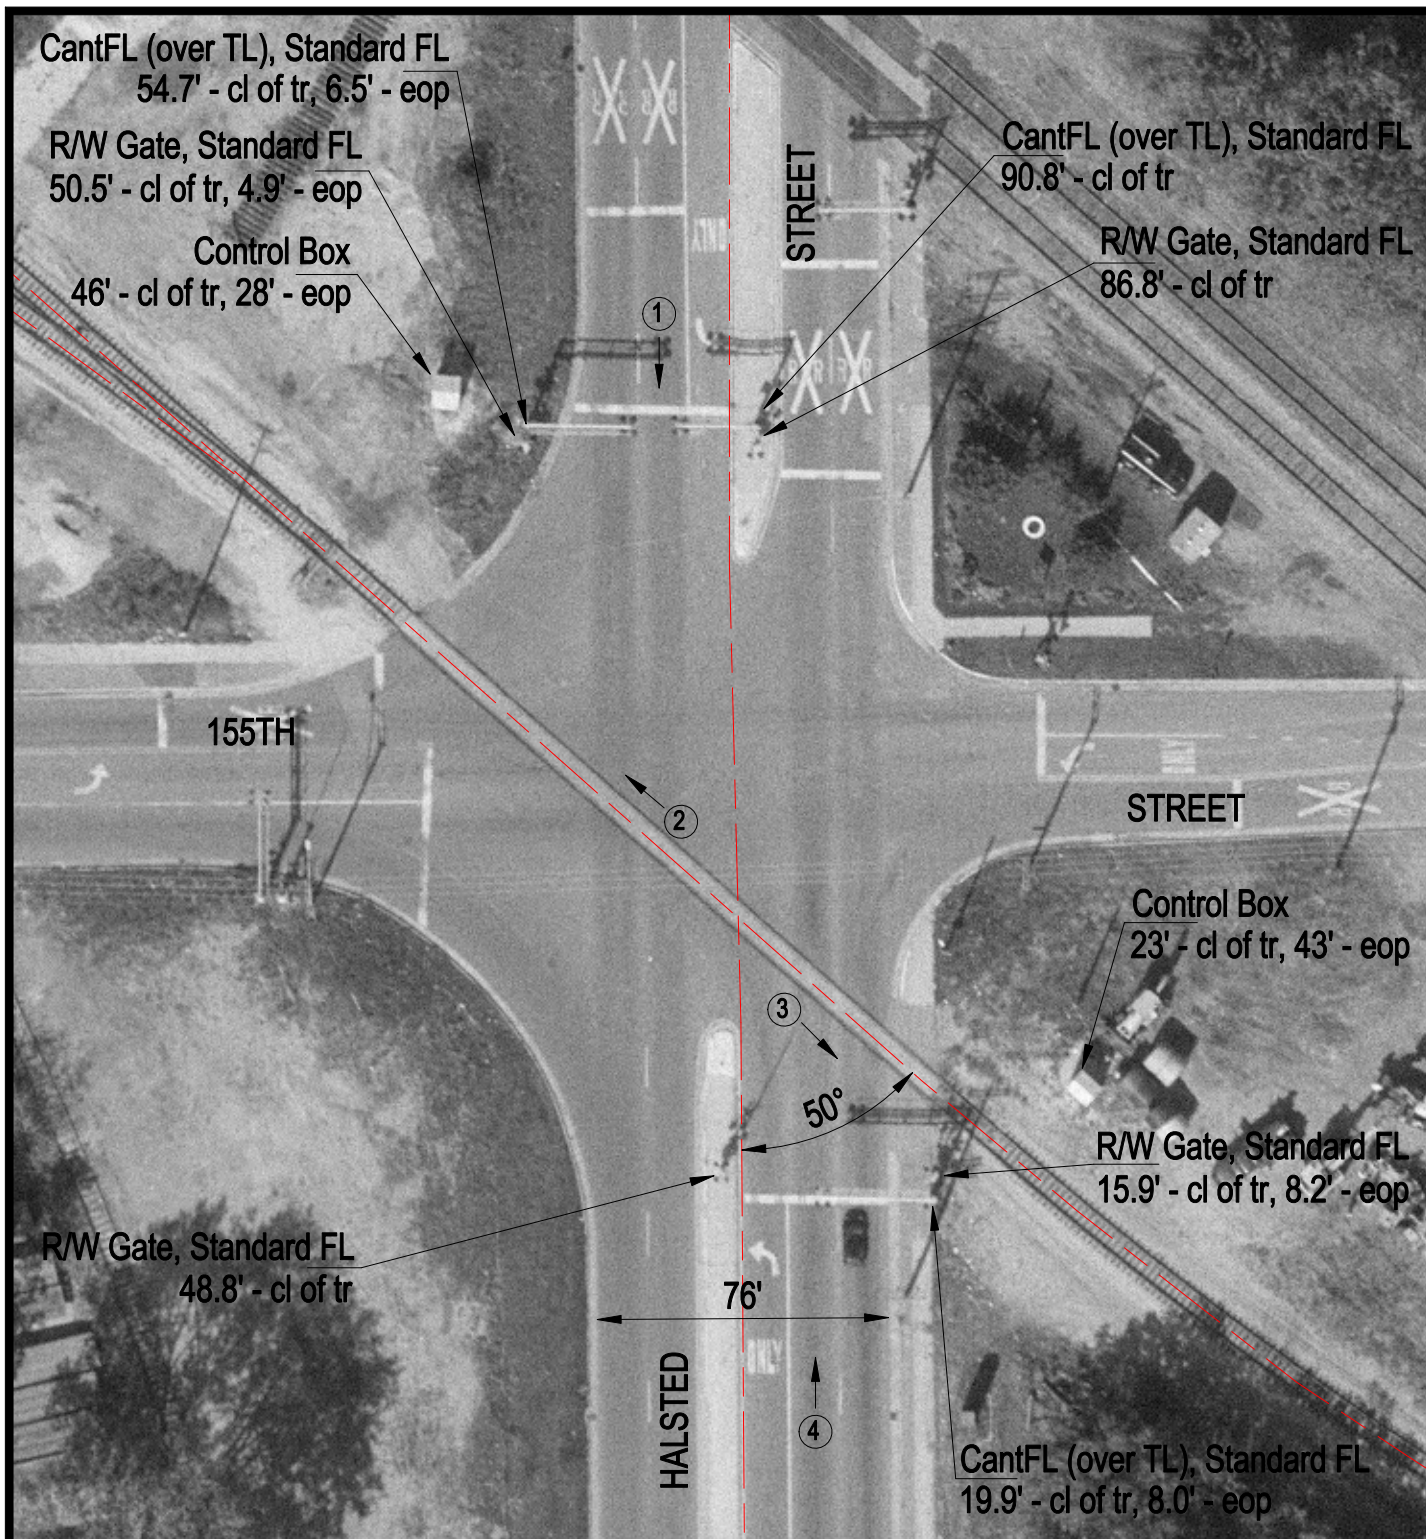 CantFL (over TL), Standard FL
54.7' - cl of tr, 6.5' - eop
R/W Gate, Standard FL
50.5' - cl of tr, 4.9' - eop
Control Box
46' - cl of tr, 28' - eop
STREET
CantFL (over TL), Standard FL
90.8' - cl of tr
R/W Gate, Standard FL
86.8' - cl of tr
ONLY
1
155TH
ONLY
STREET
2
Control Box
23' - cl of tr, 43' - eop
3
50°
R/W Gate, Standard FL
15.9' - cl of tr, 8.2' - eop
R/W Gate, Standard FL
48.8' - cl of tr
76'
ONLY
HALSTED
4
CantFL (over TL), Standard FL
19.9' - cl of tr, 8.0' - eop